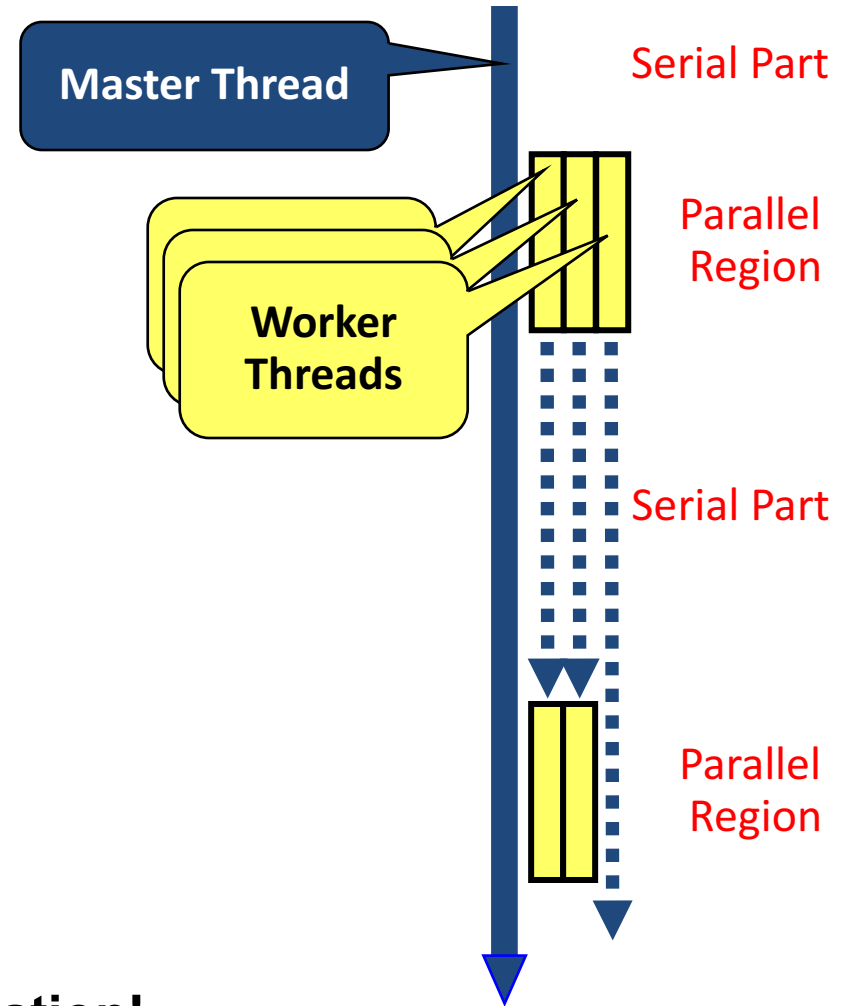 Master Thread
Serial Part
Parallel
Region
Worker
Threads
Serial Part
Parallel
Region